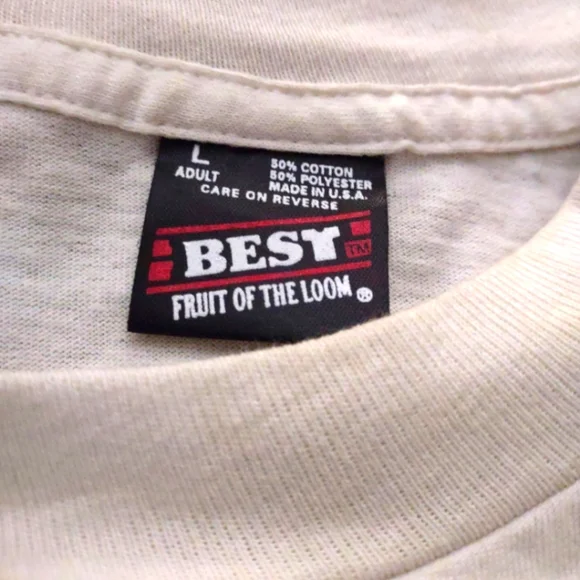 L
ADULT
50% COTTON
50% POLYESTER
MADE IN U.S.A.
CARE ON REVERSE
BEST TM
FRUIT OF THE LOOM ®